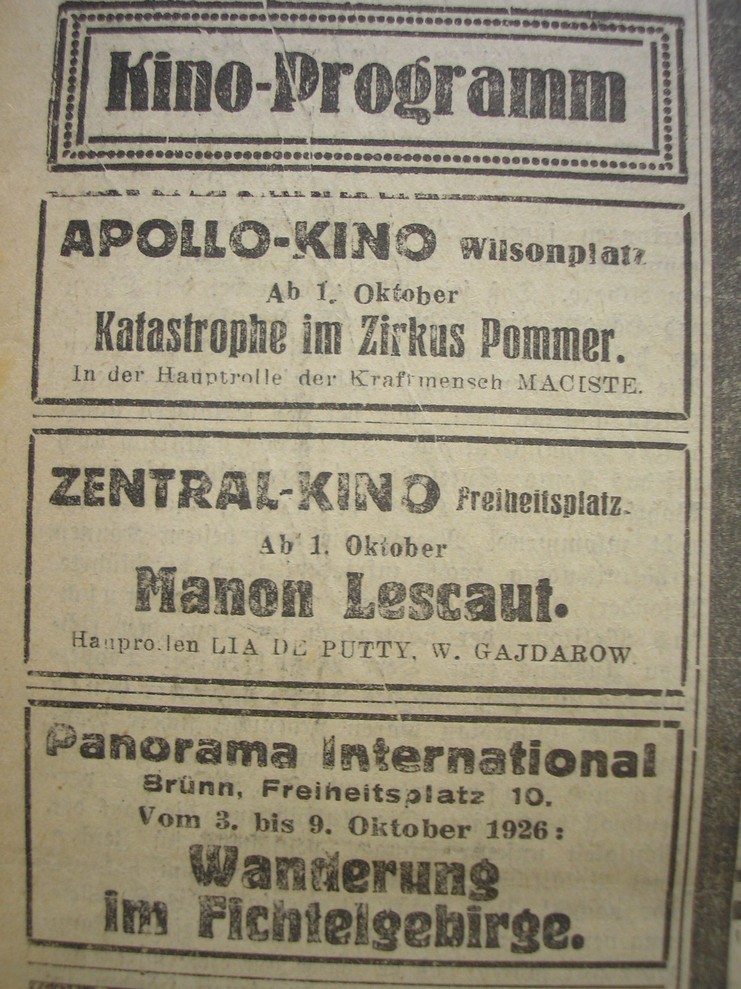 Kino-Programm
APOLLO-KINO Wilsonplatz
Ab 1. Oktober
Katastrophe im Zirkus Pommer.
In der Hauptrolle der Kraftmensch MACISTE.
ZENTRAL-KINO Freiheitsplatz.
Ab 1. Oktober
Manon Lescaut.
Hauprollen LIA DE PUTTY, W. GAJDAROW
Panorama International
Brünn, Freiheitsplatz 10.
Vom 3. bis 9. Oktober 1926:
Wanderung
im Fichtelgebirge.